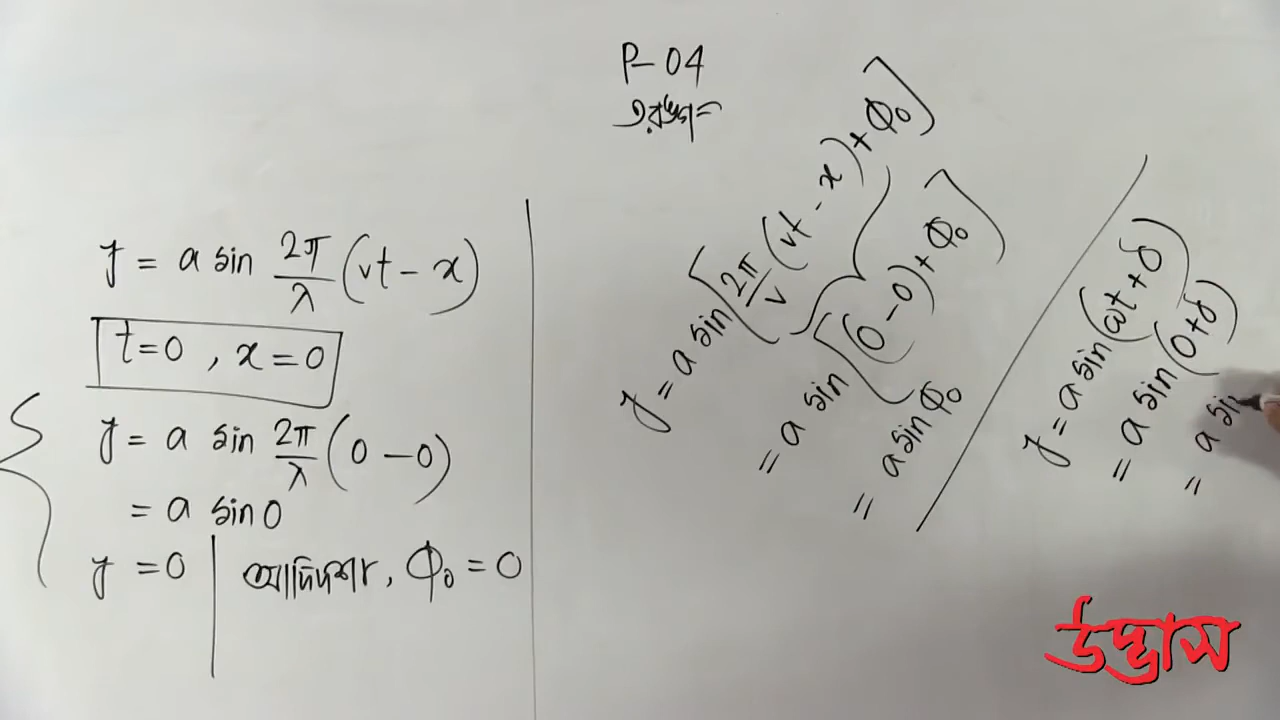 P-04
তরঙ্গ
y = a sin 2π/λ (vt - x)
t=0 , x=0
y = a sin 2π/λ (0 - 0)
= a sin 0
y = 0 | আদিদশা, Φ₀ = 0
y = a sin[2π/v (vt - x) + Φ₀]
= a sin[(0 - 0) + Φ₀]
= a sin Φ₀
y = a sin(ωt + δ)
= a sin(0+δ)
= a sin
উদ্ভাস